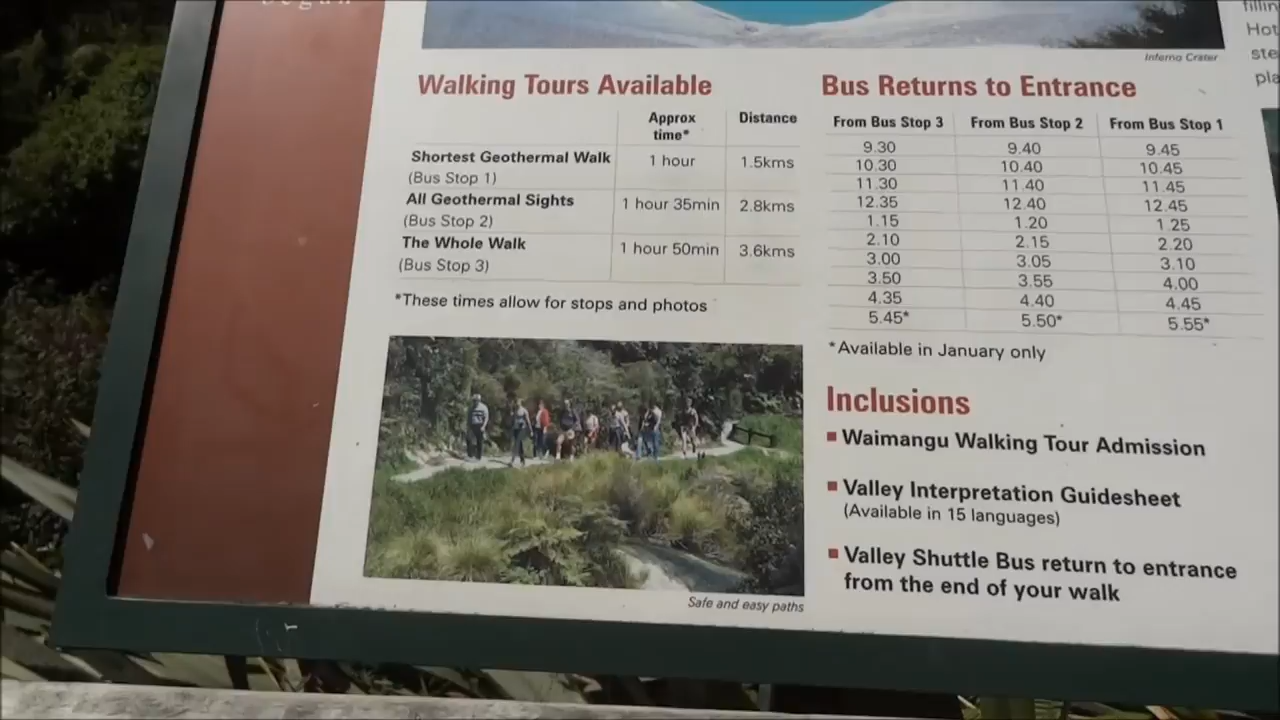 began
Inferno Crater
Walking Tours Available
Approx
time*
Distance
Shortest Geothermal Walk
(Bus Stop 1)
1 hour
1.5kms
All Geothermal Sights
(Bus Stop 2)
1 hour 35min
2.8kms
The Whole Walk
(Bus Stop 3)
1 hour 50min
3.6kms
*These times allow for stops and photos
Safe and easy paths
Bus Returns to Entrance
From Bus Stop 3 From Bus Stop 2 From Bus Stop 1
9.30 9.40 9.45
10.30 10.40 10.45
11.30 11.40 11.45
12.35 12.40 12.45
1.15 1.20 1 25
2.10 2.15 2.20
3.00 3.05 3.10
3.50 3.55 4.00
4.35 4.40 4.45
5.45* 5.50* 5.55*
*Available in January only
Inclusions
Waimangu Walking Tour Admission
Valley Interpretation Guidesheet
(Available in 15 languages)
Valley Shuttle Bus return to entrance
from the end of your walk
Hot